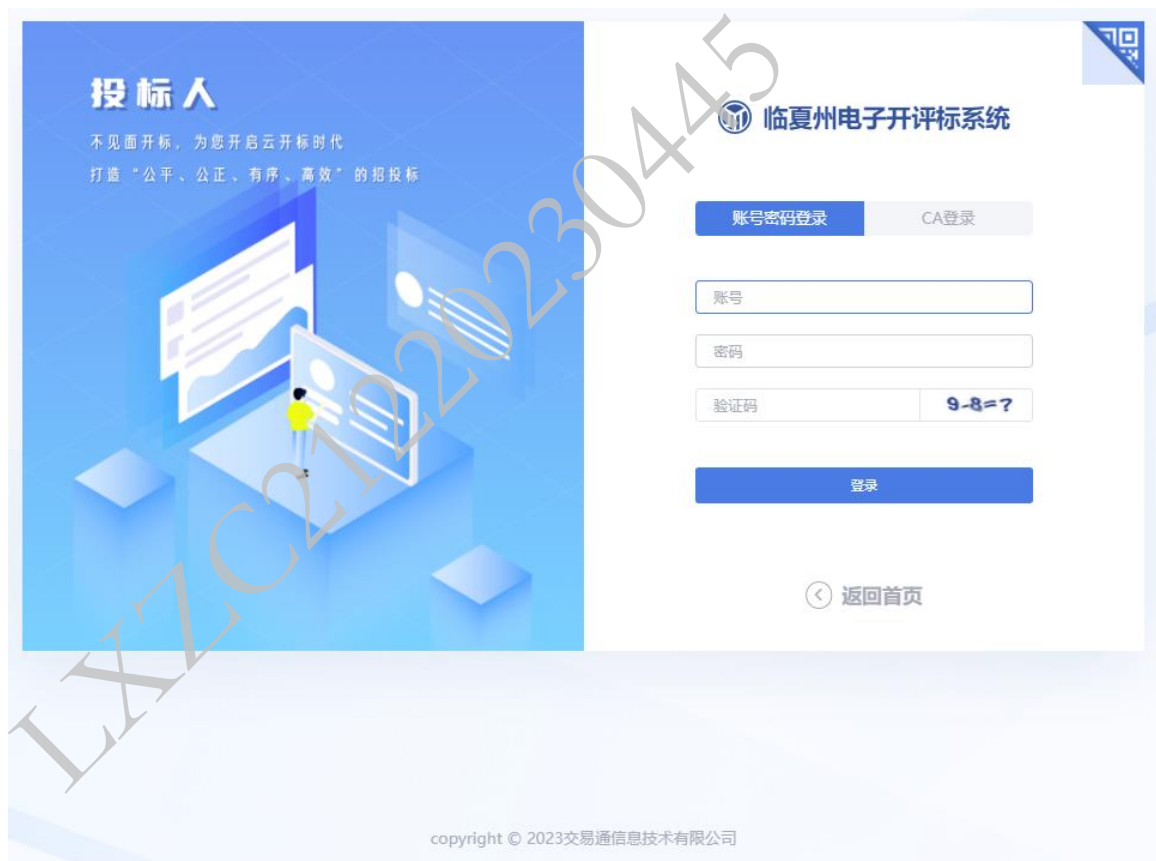 投标人
不见面开标，为您开启云开标时代
打造“公平、公正、有序、高效”的招投标
临夏州电子开评标系统
账号密码登录
CA登录
账号
密码
验证码
9-8=?
登录
返回首页
LXZC21220230445
copyright © 2023交易通信息技术有限公司